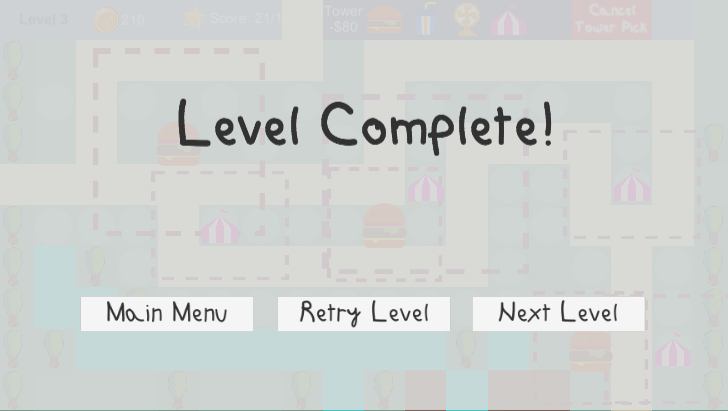 Level 3
210
Score: 21/1
Tower
-$80
Cancel
Tower Pick
Level Complete!
Main Menu
Retry Level
Next Level